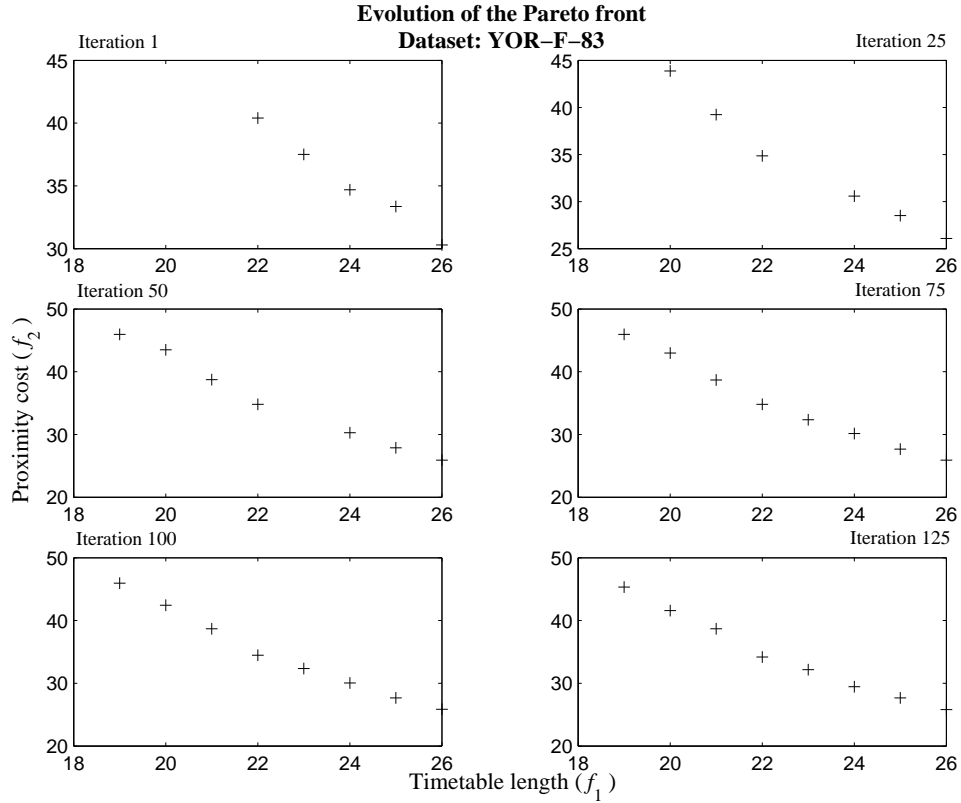 Evolution of the Pareto front
Dataset: YOR–F–83
Iteration 1
45
40
35
30
18 20 22 24 26
Iteration 25
45
40
35
30
25
18 20 22 24 26
Iteration 50
50
40
30
20
18 20 22 24 26
Iteration 75
50
40
30
20
18 20 22 24 26
Proximity cost (f2)
Iteration 100
50
40
30
20
18 20 22 24 26
Iteration 125
50
40
30
20
18 20 22 24 26
Timetable length (f1)